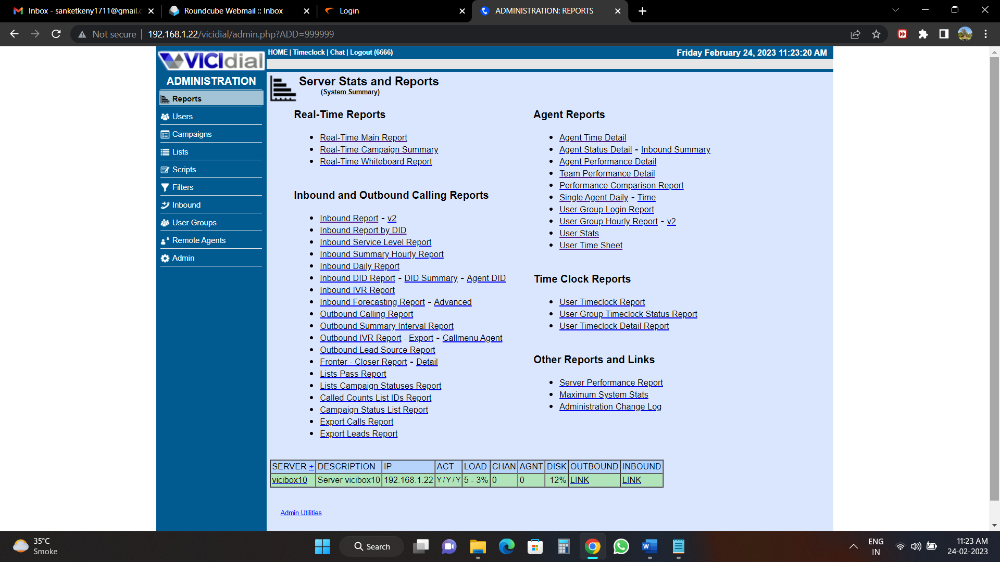 Inbox - sanketkeny1711@gmail.c
Roundcube Webmail :: Inbox
Login
ADMINISTRATION: REPORTS
Not secure | 192.168.1.22/vicidial/admin.php?ADD=999999
VICIdial
HOME | Timeclock | Chat | Logout (6666)
Friday February 24, 2023 11:23:20 AM
ADMINISTRATION
Reports
Users
Campaigns
Lists
Scripts
Filters
Inbound
User Groups
Remote Agents
Admin
Server Stats and Reports
(System Summary)
Real-Time Reports
Real-Time Main Report
Real-Time Campaign Summary
Real-Time Whiteboard Report
Inbound and Outbound Calling Reports
Inbound Report - v2
Inbound Report by DID
Inbound Service Level Report
Inbound Summary Hourly Report
Inbound Daily Report
Inbound DID Report - DID Summary - Agent DID
Inbound IVR Report
Inbound Forecasting Report - Advanced
Outbound Calling Report
Outbound Summary Interval Report
Outbound IVR Report - Export - Callmenu Agent
Outbound Lead Source Report
Fronter - Closer Report - Detail
Lists Pass Report
Lists Campaign Statuses Report
Called Counts List IDs Report
Campaign Status List Report
Export Calls Report
Export Leads Report
Agent Reports
Agent Time Detail
Agent Status Detail - Inbound Summary
Agent Performance Detail
Team Performance Detail
Performance Comparison Report
Single Agent Daily - Time
User Group Login Report
User Group Hourly Report - v2
User Stats
User Time Sheet
Time Clock Reports
User Timeclock Report
User Group Timeclock Status Report
User Timeclock Detail Report
Other Reports and Links
Server Performance Report
Maximum System Stats
Administration Change Log
SERVER + DESCRIPTION IP ACT LOAD CHAN AGNT DISK OUTBOUND INBOUND
vicibox10 Server vicibox10 192.168.1.22 Y / Y / Y 5 - 3% 0 0 12% LINK LINK
Admin Utilities
35°C
Smoke
Search
ENG
IN
11:23 AM
24-02-2023